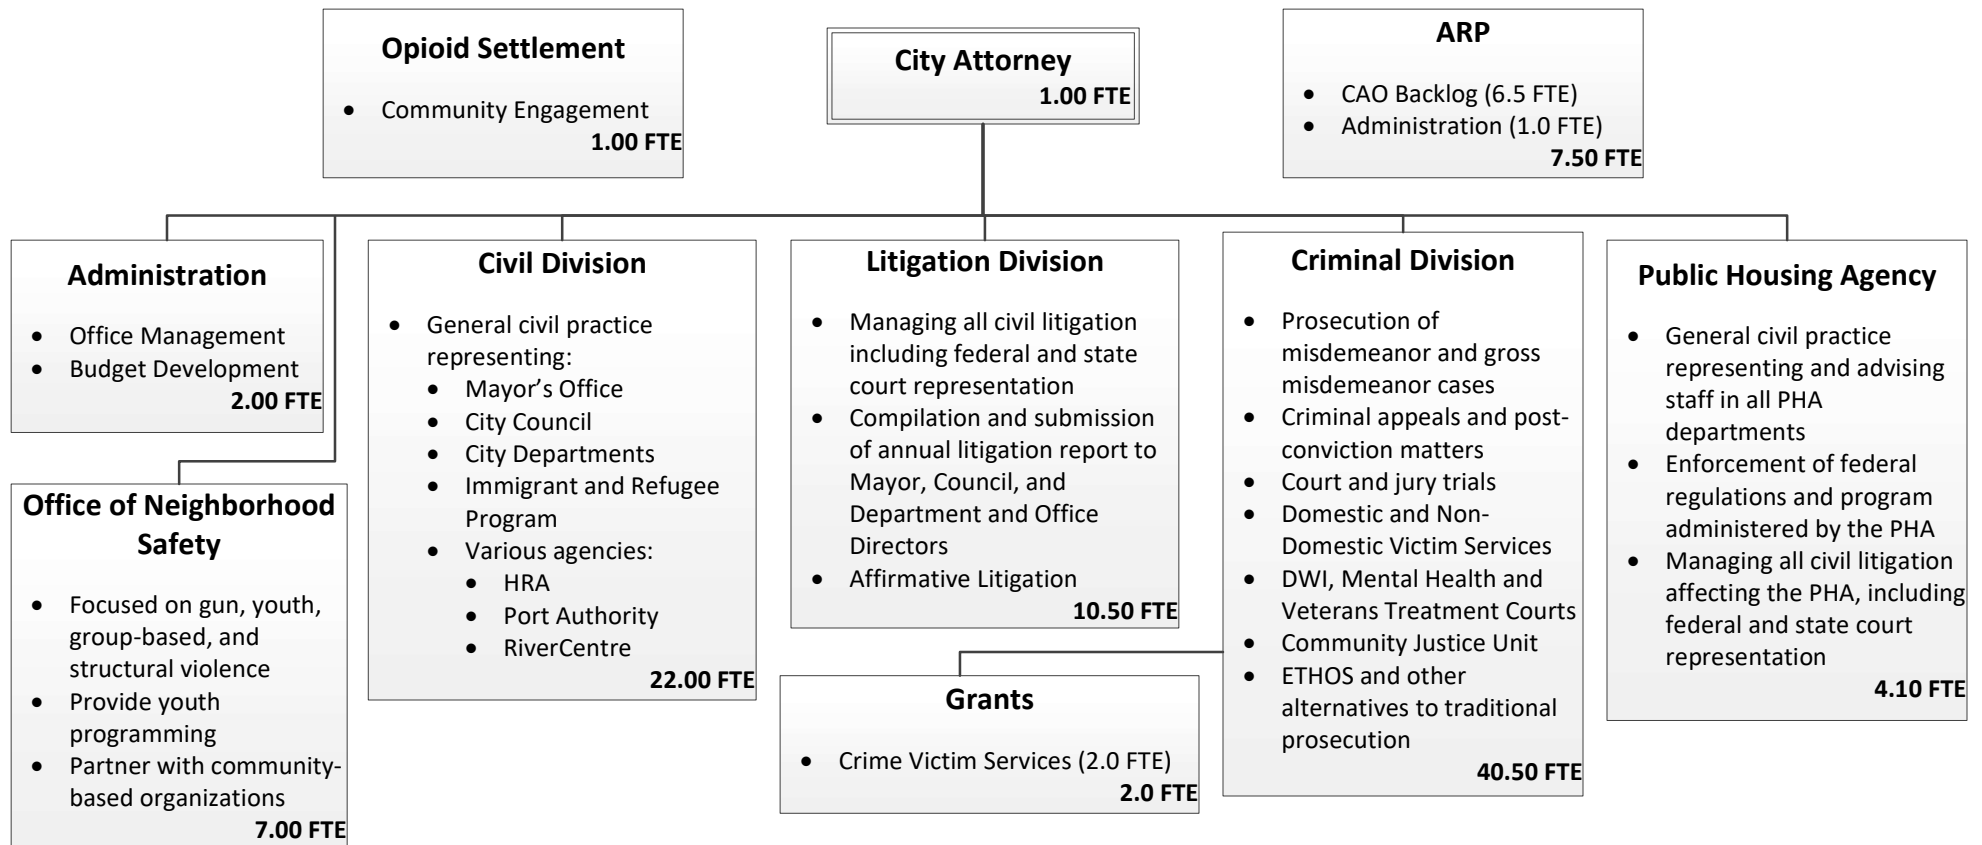 Opioid Settlement
• Community Engagement
1.00 FTE
City Attorney
1.00 FTE
ARP
• CAO Backlog (6.5 FTE)
• Administration (1.0 FTE)
7.50 FTE
Administration
• Office Management
• Budget Development
2.00 FTE
Office of Neighborhood
Safety
• Focused on gun, youth,
group-based, and
structural violence
• Provide youth
programming
• Partner with community-
based organizations
7.00 FTE
Civil Division
• General civil practice
representing:
• Mayor’s Office
• City Council
• City Departments
• Immigrant and Refugee
Program
• Various agencies:
• HRA
• Port Authority
• RiverCentre
22.00 FTE
Litigation Division
• Managing all civil litigation
including federal and state
court representation
• Compilation and submission
of annual litigation report to
Mayor, Council, and
Department and Office
Directors
• Affirmative Litigation
10.50 FTE
Criminal Division
• Prosecution of
misdemeanor and gross
misdemeanor cases
• Criminal appeals and post-
conviction matters
• Court and jury trials
• Domestic and Non-
Domestic Victim Services
• DWI, Mental Health and
Veterans Treatment Courts
• Community Justice Unit
• ETHOS and other
alternatives to traditional
prosecution
40.50 FTE
Grants
• Crime Victim Services (2.0 FTE)
2.0 FTE
Public Housing Agency
• General civil practice
representing and advising
staff in all PHA
departments
• Enforcement of federal
regulations and program
administered by the PHA
• Managing all civil litigation
affecting the PHA, including
federal and state court
representation
4.10 FTE